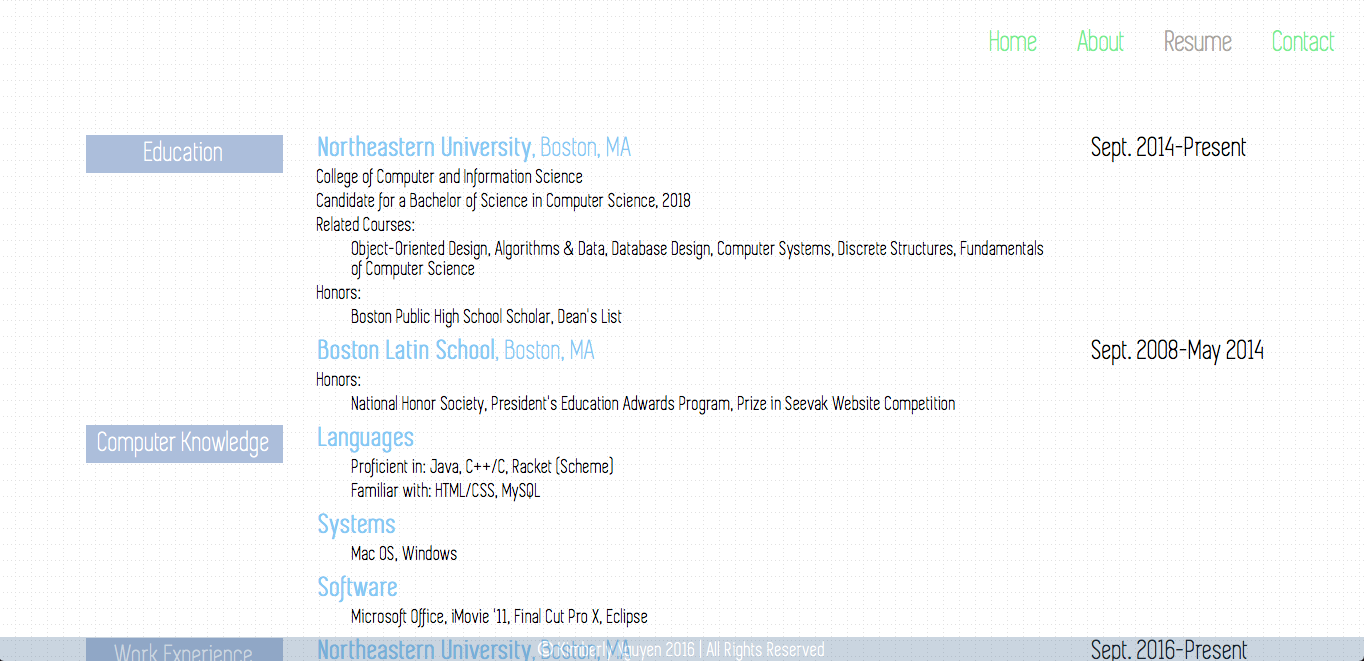 Home About Resume Contact
Education
Northeastern University, Boston, MA Sept. 2014-Present
College of Computer and Information Science
Candidate for a Bachelor of Science in Computer Science, 2018
Related Courses:
Object-Oriented Design, Algorithms & Data, Database Design, Computer Systems, Discrete Structures, Fundamentals
of Computer Science
Honors:
Boston Public High School Scholar, Dean's List
Boston Latin School, Boston, MA Sept. 2008-May 2014
Honors:
National Honor Society, President's Education Adwards Program, Prize in Seevak Website Competition
Computer Knowledge
Languages
Proficient in: Java, C++/C, Racket (Scheme)
Familiar with: HTML/CSS, MySQL
Systems
Mac OS, Windows
Software
Microsoft Office, iMovie '11, Final Cut Pro X, Eclipse
Work Experience
Northeastern University, Boston, MA Sept. 2016-Present
© Kimberly Nguyen 2016 | All Rights Reserved